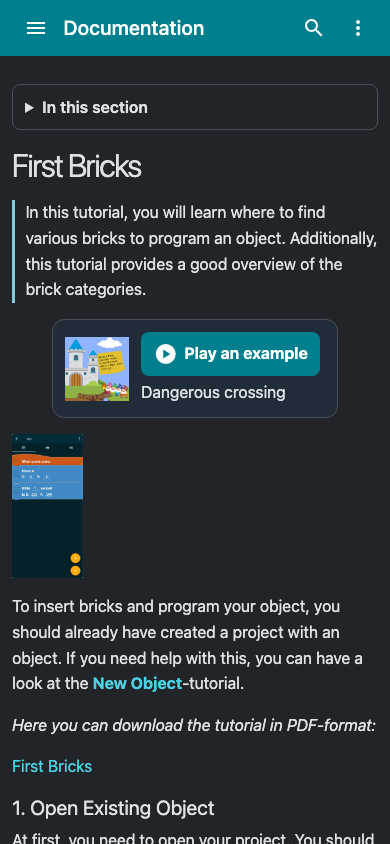 Documentation
In this section
First Bricks
In this tutorial, you will learn where to find
various bricks to program an object. Additionally,
this tutorial provides a good overview of the
brick categories.
Play an example
Dangerous crossing
To insert bricks and program your object, you
should already have created a project with an
object. If you need help with this, you can have a
look at the New Object-tutorial.
Here you can download the tutorial in PDF-format:
First Bricks
1. Open Existing Object
At first, you need to open your project. You should